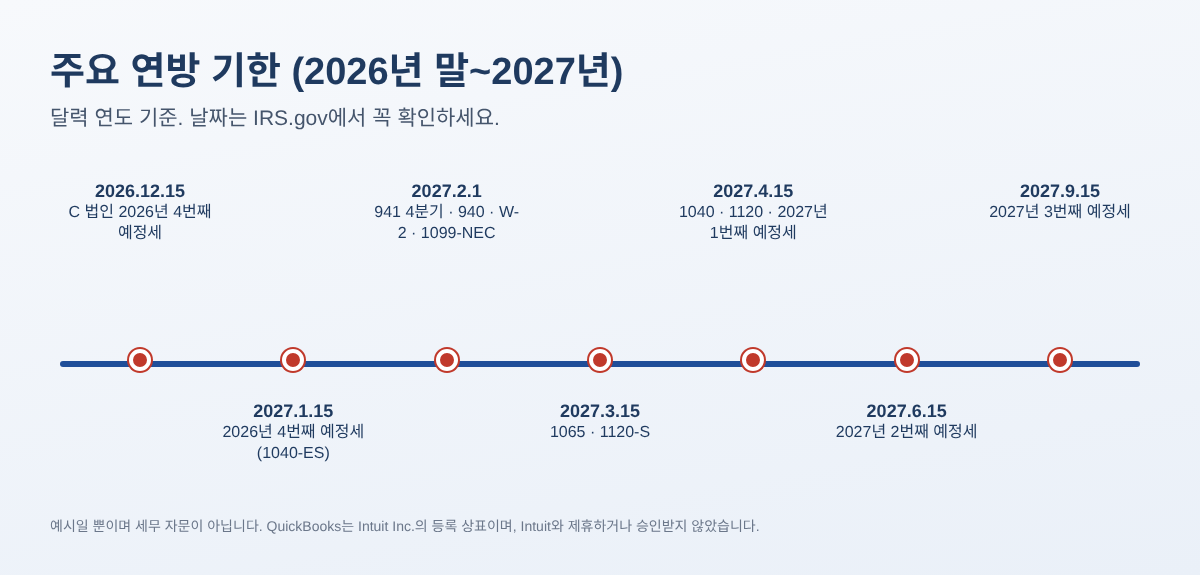 주요 연방 기한 (2026년 말~2027년)
달력 연도 기준. 날짜는 IRS.gov에서 꼭 확인하세요.
2026.12.15
C 법인 2026년 4번째
예정세
2027.2.1
941 4분기 · 940 · W-
2 · 1099-NEC
2027.4.15
1040 · 1120 · 2027년
1번째 예정세
2027.9.15
2027년 3번째 예정세
2027.1.15
2026년 4번째 예정세
(1040-ES)
2027.3.15
1065 · 1120-S
2027.6.15
2027년 2번째 예정세
예시일 뿐이며 세무 자문이 아닙니다. QuickBooks는 Intuit Inc.의 등록 상표이며, Intuit와 제휴하거나 승인받지 않았습니다.